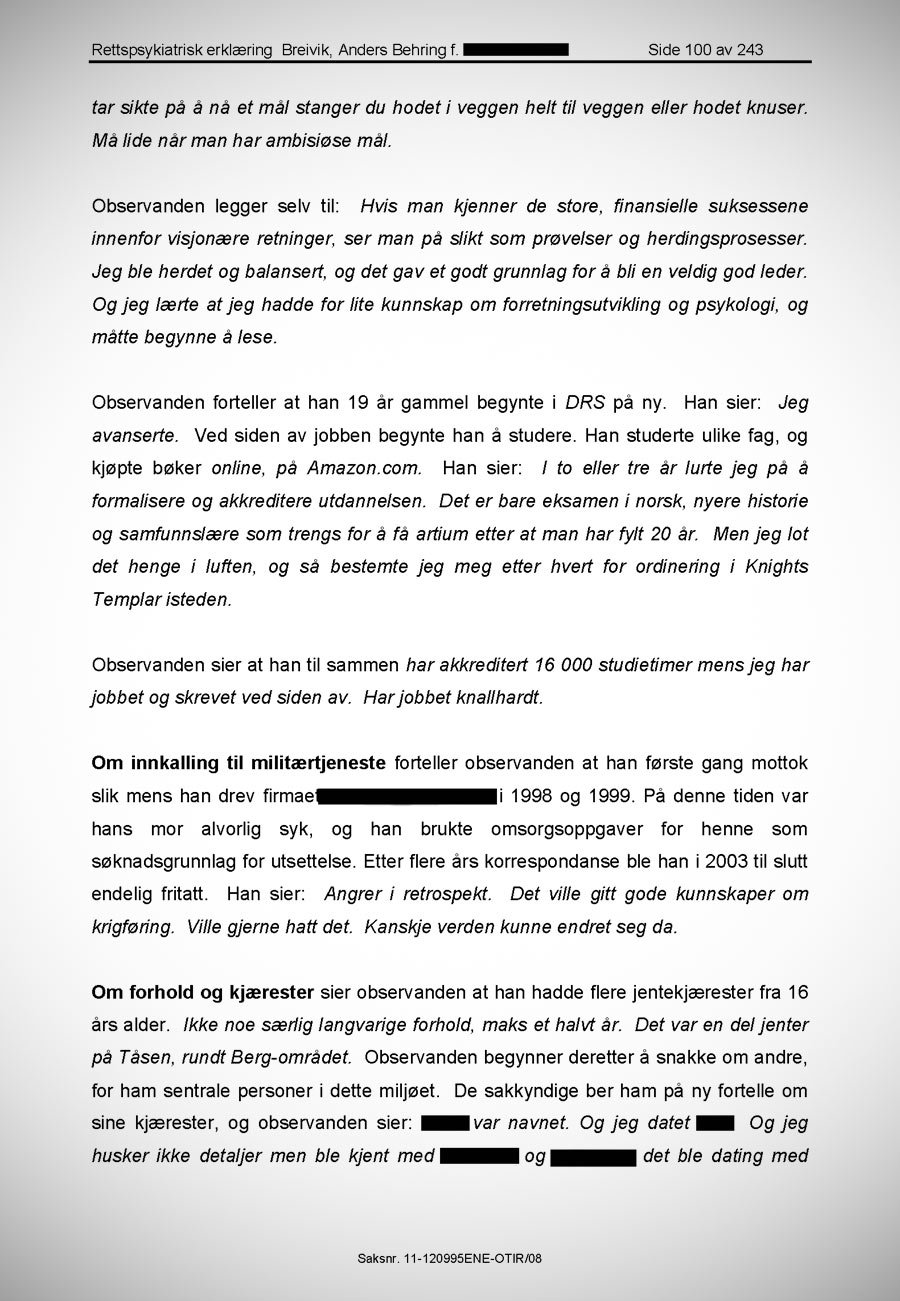 Rettspsykiatrisk erklæring Breivik, Anders Behring f. Side 100 av 243
tar sikte på å nå et mål stanger du hodet i veggen helt til veggen eller hodet knuser.
Må lide når man har ambisiøse mål.
Observanden legger selv til: Hvis man kjenner de store, finansielle suksessene
innenfor visjonære retninger, ser man på slikt som prøvelser og herdingsprosesser.
Jeg ble herdet og balansert, og det gav et godt grunnlag for å bli en veldig god leder.
Og jeg lærte at jeg hadde for lite kunnskap om forretningsutvikling og psykologi, og
måtte begynne å lese.
Observanden forteller at han 19 år gammel begynte i DRS på ny. Han sier: Jeg
avanserte. Ved siden av jobben begynte han å studere. Han studerte ulike fag, og
kjøpte bøker online, på Amazon.com. Han sier: I to eller tre år lurte jeg på å
formalisere og akkreditere utdannelsen. Det er bare eksamen i norsk, nyere historie
og samfunnslære som trengs for å få artium etter at man har fylt 20 år. Men jeg lot
det henge i luften, og så bestemte jeg meg etter hvert for ordinering i Knights
Templar isteden.
Observanden sier at han til sammen har akkreditert 16 000 studietimer mens jeg har
jobbet og skrevet ved siden av. Har jobbet knallhardt.
Om innkalling til militærtjeneste forteller observanden at han første gang mottok
slik mens han drev firmaet i 1998 og 1999. På denne tiden var
hans mor alvorlig syk, og han brukte omsorgsoppgaver for henne som
søknadsgrunnlag for utsettelse. Etter flere års korrespondanse ble han i 2003 til slutt
endelig fritatt. Han sier: Angrer i retrospekt. Det ville gitt gode kunnskaper om
krigføring. Ville gjerne hatt det. Kanskje verden kunne endret seg da.
Om forhold og kjærester sier observanden at han hadde flere jentekjærester fra 16
års alder. Ikke noe særlig langvarige forhold, maks et halvt år. Det var en del jenter
på Tåsen, rundt Berg-området. Observanden begynner deretter å snakke om andre,
for ham sentrale personer i dette miljøet. De sakkyndige ber ham på ny fortelle om
sine kjærester, og observanden sier: var navnet. Og jeg datet Og jeg
husker ikke detaljer men ble kjent med og det ble dating med
Saksnr. 11-120995ENE-OTIR/08